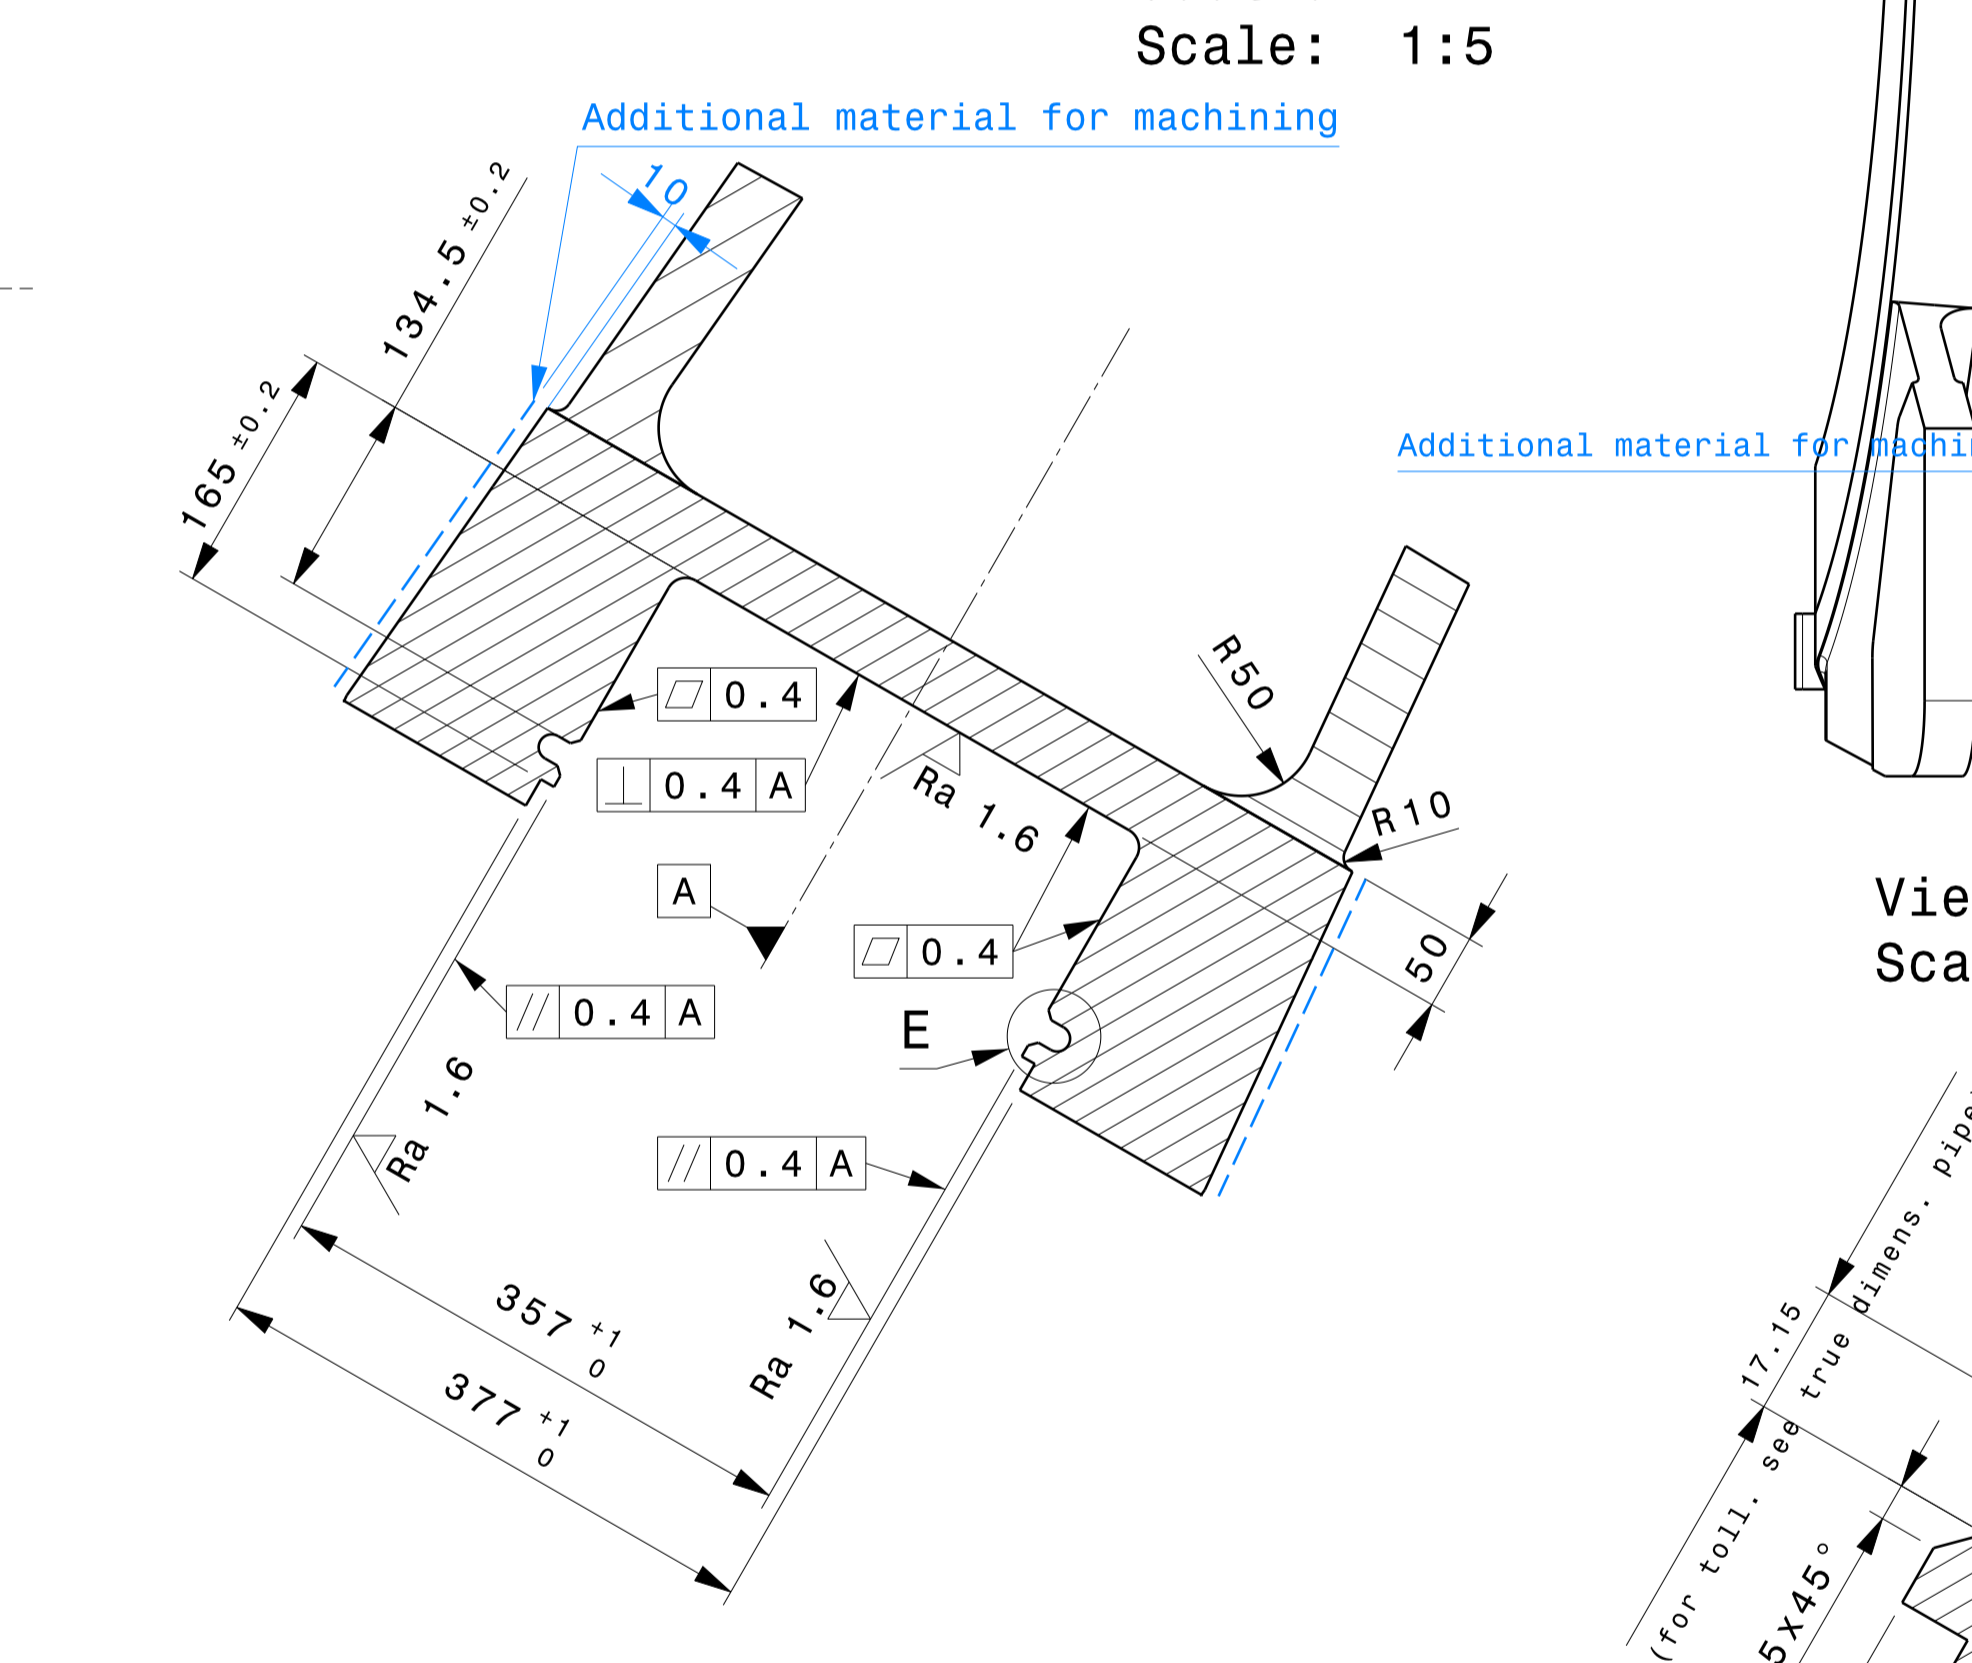 Scale: 1:5
Additional material for machining
10
134.5 ±0.2
165 ±0.2
Additional material for machi
0.4
R50
0.4 A
Ra 1.6
R10
A
Vie
0.4
50
Sca
0.4 A
E
Ra 1.6
0.4 A
dimens. pipe
357 +1 0
Ra 1.6
17.15
377 +1 0
(for toll. see true
5x45°